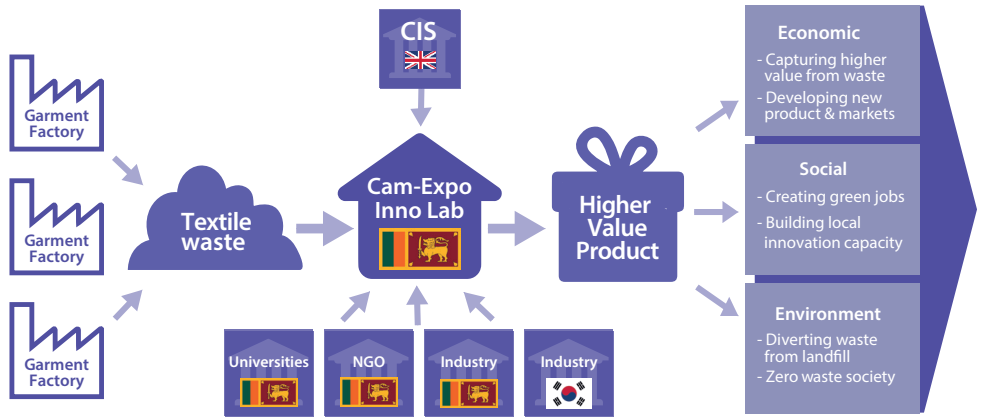 CIS
Garment
Factory
Garment
Factory
Garment
Factory
Textile
waste
Cam-Expo
Inno Lab
Higher
Value
Product
Universities
NGO
Industry
Industry
Economic
- Capturing higher
value from waste
- Developing new
product & markets
Social
- Creating green jobs
- Building local
innovation capacity
Environment
- Diverting waste
from landfill
- Zero waste society